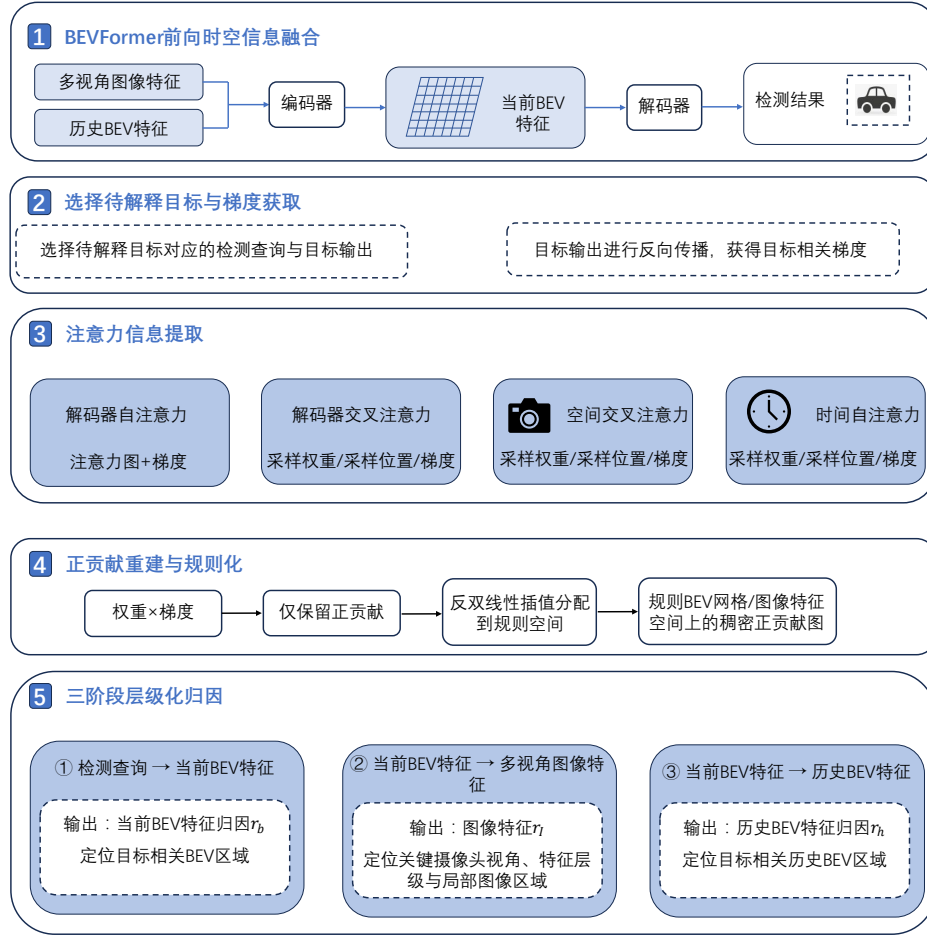 1 BEVFormer前向时空信息融合
多视角图像特征
历史BEV特征
编码器
当前BEV
特征
解码器
检测结果
2 选择待解释目标与梯度获取
选择待解释目标对应的检测查询与目标输出
目标输出进行反向传播，获得目标相关梯度
3 注意力信息提取
解码器自注意力
注意力图+梯度
解码器交叉注意力
采样权重/采样位置/梯度
空间交叉注意力
采样权重/采样位置/梯度
时间自注意力
采样权重/采样位置/梯度
4 正贡献重建与规则化
权重×梯度
仅保留正贡献
反双线性插值分配
到规则空间
规则BEV网格/图像特征
空间上的稠密正贡献图
5 三阶段层级化归因
① 检测查询 → 当前BEV特征
输出：当前BEV特征归因r_b
定位目标相关BEV区域
② 当前BEV特征 → 多视角图像特
征
输出：图像特征r_I
定位关键摄像头视角、特征层
级与局部图像区域
③ 当前BEV特征 → 历史BEV特征
输出：历史BEV特征归因r_h
定位目标相关历史BEV区域